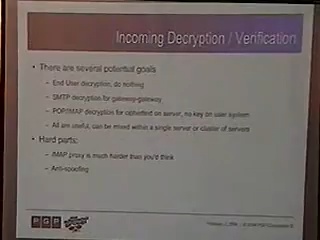 Incoming Decryption / Verification
• There are several potential goals
– End User decryption, do nothing
– SMTP decryption for gateway-gateway
– POP/IMAP decryption for ciphertext on server, no key on user system
– All are useful, can be mixed within a single server or cluster of servers
• Hard parts:
– IMAP proxy is much harder than you'd think
– Anti-spoofing
PGP